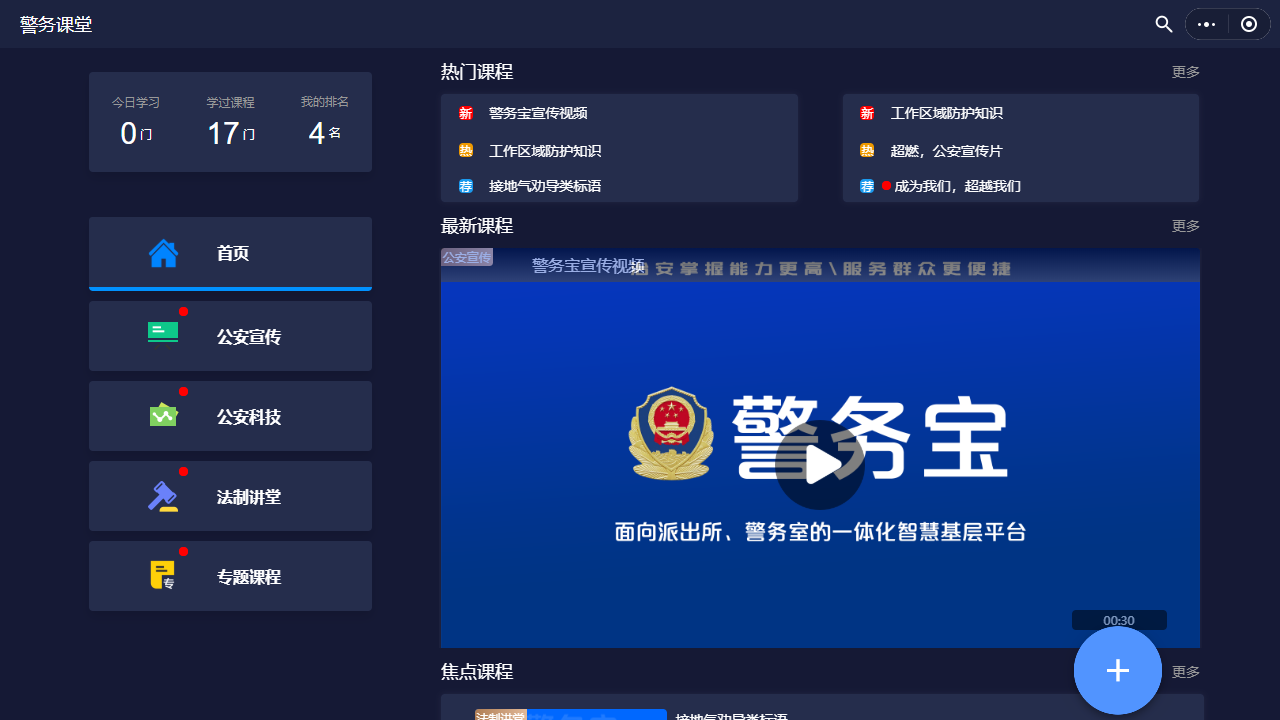 警务课堂
今日学习 学过课程 我的排名
0门 17门 4名
首页
公安宣传
公安科技
法制讲堂
专题课程
热门课程 更多
新 警务宝宣传视频
热 工作区域防护知识
荐 接地气劝导类标语
新 工作区域防护知识
热 超燃，公安宣传片
荐 成为我们，超越我们
最新课程 更多
公安宣传 警务宝宣传视频
安掌握能力更高\服务群众更便捷
警务宝
面向派出所、警务室的一体化智慧基层平台
00:30
焦点课程 更多
法制讲堂 接地气劝导类标语